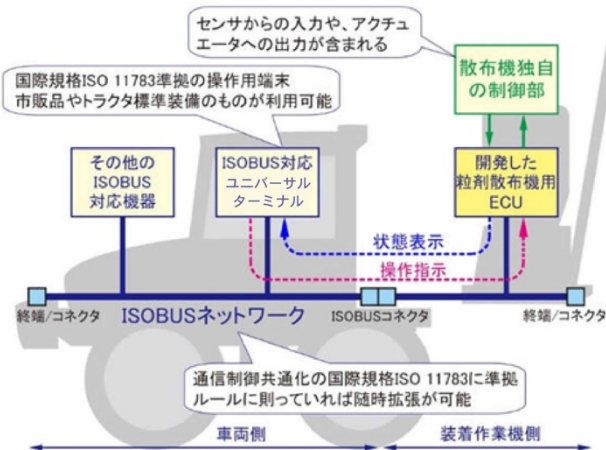 センサからの入力や、アクチュ
エータへの出力が含まれる
国際規格ISO 11783準拠の操作用端末
市販品やトラクタ標準装備のものが利用可能
散布機独自
の制御部
その他の
ISOBUS
対応機器
ISOBUS対応
ユニバーサル
ターミナル
開発した
粒剤散布機用
ECU
状態表示
操作指示
終端/コネクタ
ISOBUSネットワーク
ISOBUSコネクタ
終端/コネクタ
通信制御共通化の国際規格ISO 11783に準拠
ルールに則っていれば随時拡張が可能
車両側
装着作業機側